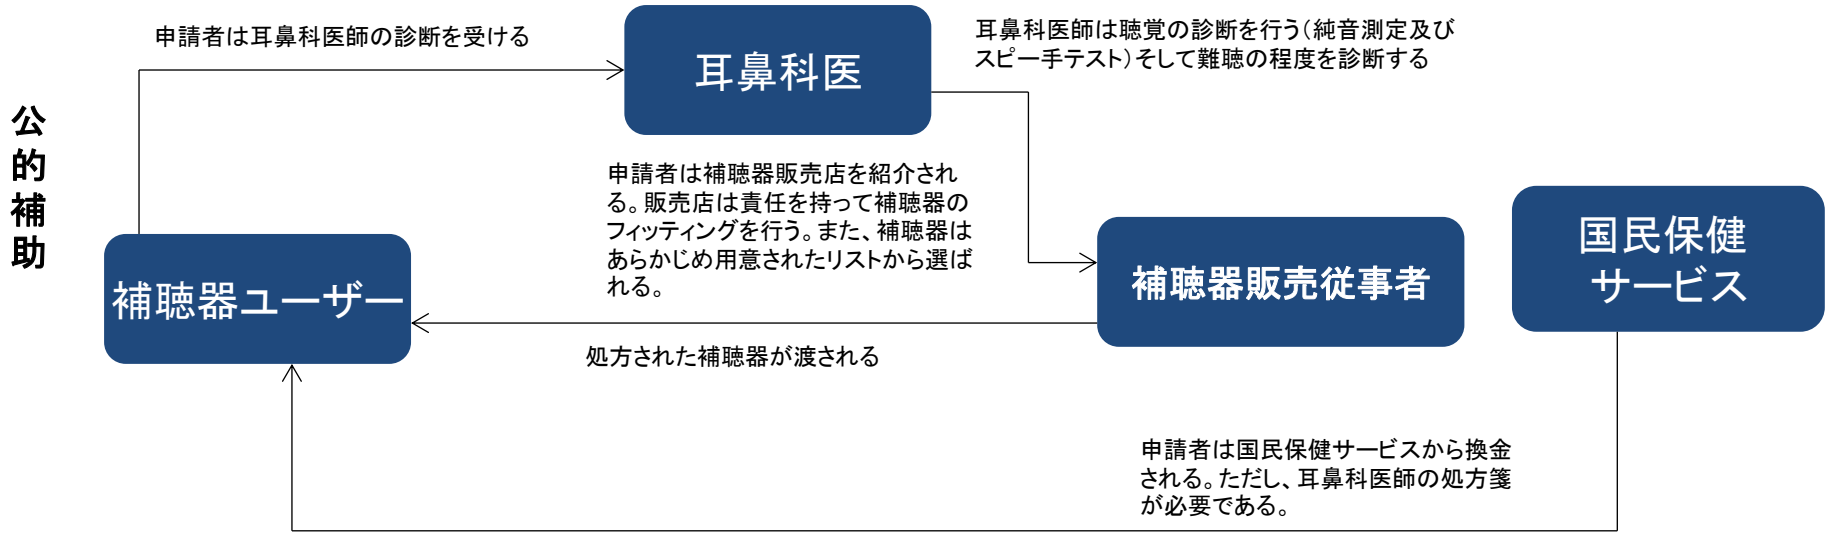 公的補助
申請者は耳鼻科医師の診断を受ける
耳鼻科医
耳鼻科医師は聴覚の診断を行う（純音測定及び
スピー手テスト）そして難聴の程度を診断する
申請者は補聴器販売店を紹介され
る。販売店は責任を持って補聴器の
フィッティングを行う。また、補聴器は
あらかじめ用意されたリストから選ば
れる。
補聴器ユーザー
補聴器販売従事者
国民保健
サービス
処方された補聴器が渡される
申請者は国民保健サービスから換金
される。ただし、耳鼻科医師の処方箋
が必要である。